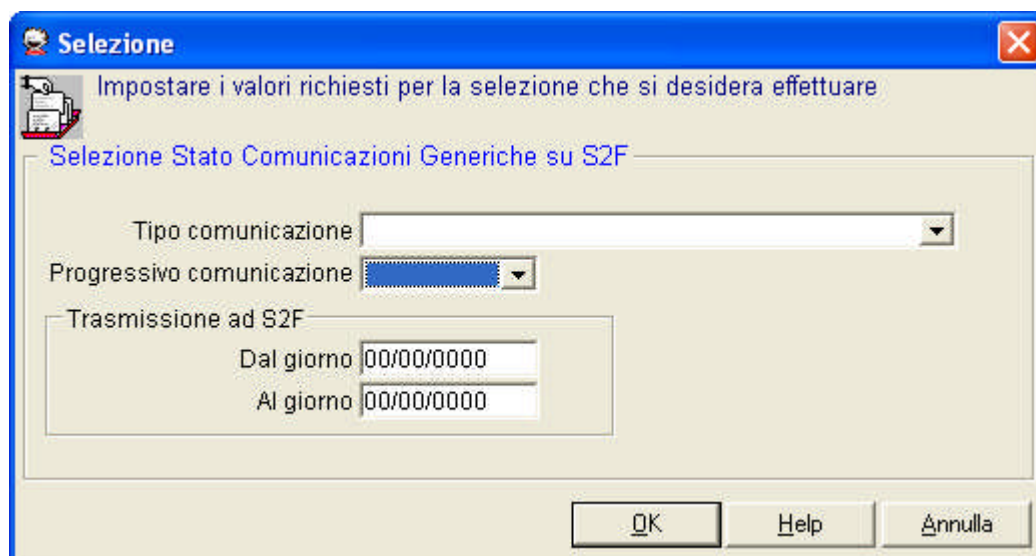 Selezione
Impostare i valori richiesti per la selezione che si desidera effettuare
Selezione Stato Comunicazioni Generiche su S2F
Tipo comunicazione
Progressivo comunicazione
Trasmissione ad S2F
Dal giorno 00/00/0000
Al giorno 00/00/0000
OK Help Annulla